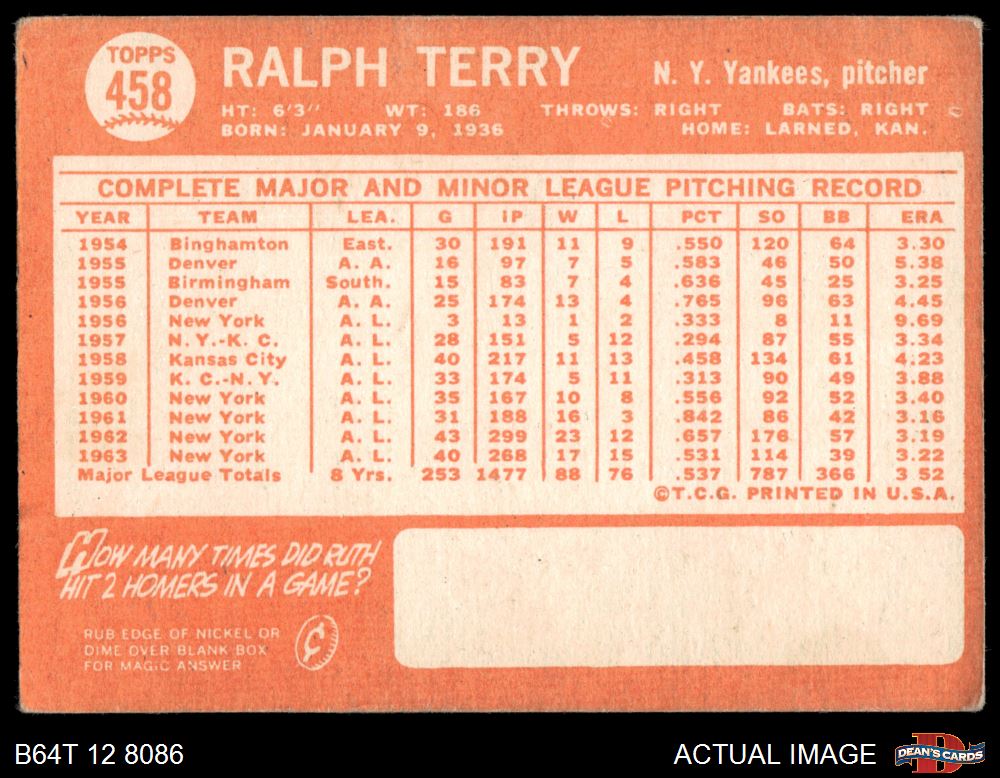 TOPPS
458
RALPH TERRY
N. Y. Yankees, pitcher
HT: 6'3" WT: 186 THROWS: RIGHT BATS: RIGHT
BORN: JANUARY 9, 1936 HOME: LARNED, KAN.
COMPLETE MAJOR AND MINOR LEAGUE PITCHING RECORD
YEAR TEAM LEA. G IP W L PCT SO BB ERA
1954 Binghamton East. 30 191 11 9 .550 120 64 3.30
1955 Denver A. A. 16 97 7 5 .583 46 50 5.38
1955 Birmingham South. 15 83 7 4 .636 45 25 3.25
1956 Denver A. A. 25 174 13 4 .765 96 63 4.45
1956 New York A. L. 3 13 1 2 .333 8 11 9.69
1957 N. Y.-K. C. A. L. 28 151 5 12 .294 87 55 3.34
1958 Kansas City A. L. 40 217 11 13 .458 134 61 4.23
1959 K. C.-N. Y. A. L. 33 174 5 11 .313 90 49 3.88
1960 New York A. L. 35 167 10 8 .556 92 52 3.40
1961 New York A. L. 31 188 16 3 .842 86 42 3.16
1962 New York A. L. 43 299 23 12 .657 176 57 3.19
1963 New York A. L. 40 268 17 15 .531 114 39 3.22
Major League Totals 8 Yrs. 253 1477 88 76 .537 787 366 3 52
©T.C.G. PRINTED IN U.S.A.
HOW MANY TIMES DID RUTH
HIT 2 HOMERS IN A GAME?
RUB EDGE OF NICKEL OR
DIME OVER BLANK BOX
FOR MAGIC ANSWER
¢
B64T 12 8086
ACTUAL IMAGE
DEAN'S CARDS